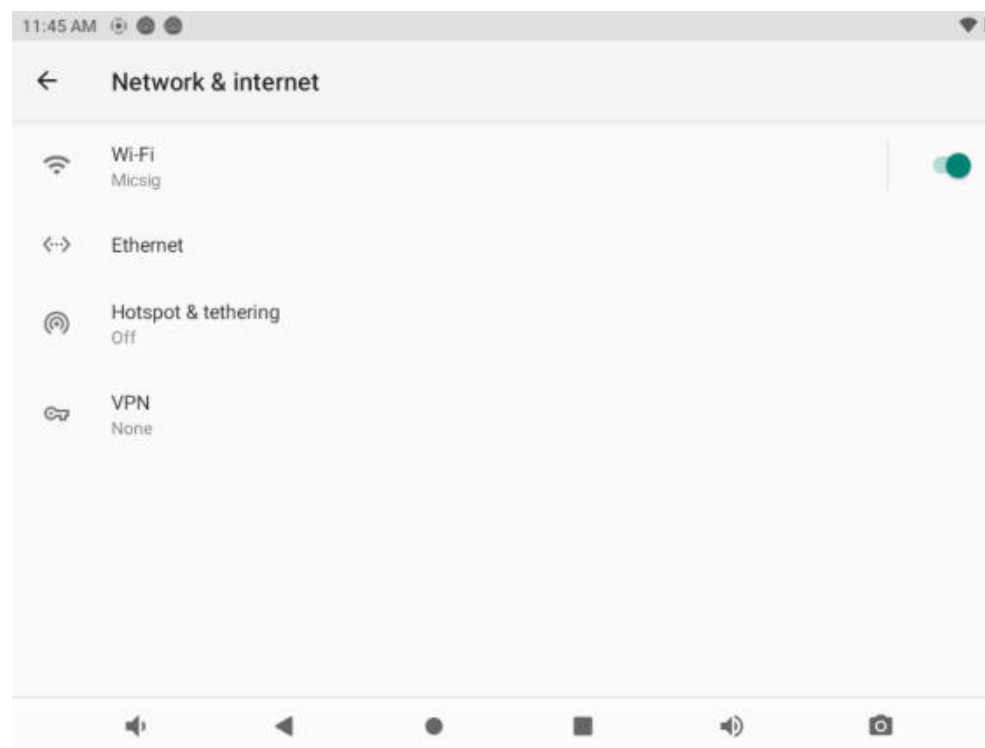 11:45 AM
Network & internet
Wi-Fi
Micsig
Ethernet
Hotspot & tethering
Off
VPN
None